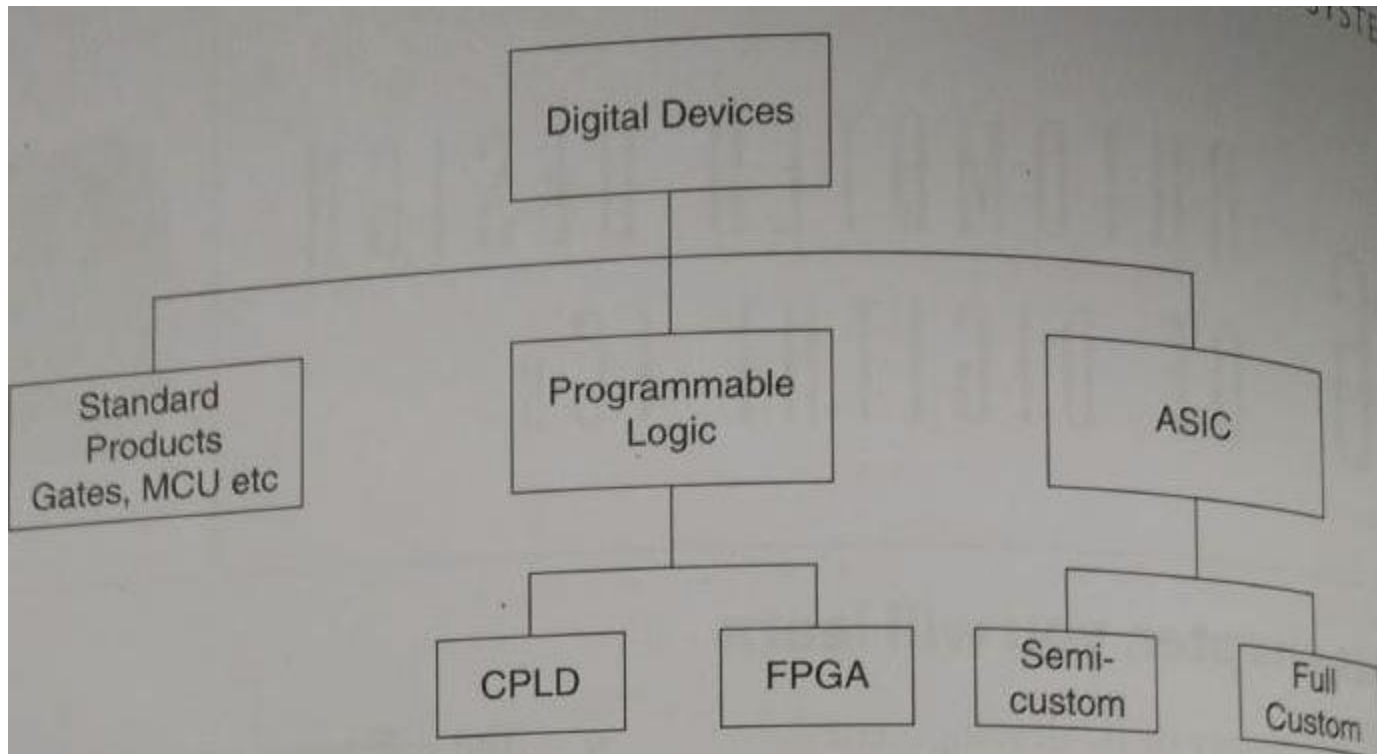 Digital Devices
Standard
Products
Gates, MCU etc
Programmable
Logic
ASIC
CPLD
FPGA
Semi-
custom
Full
Custom